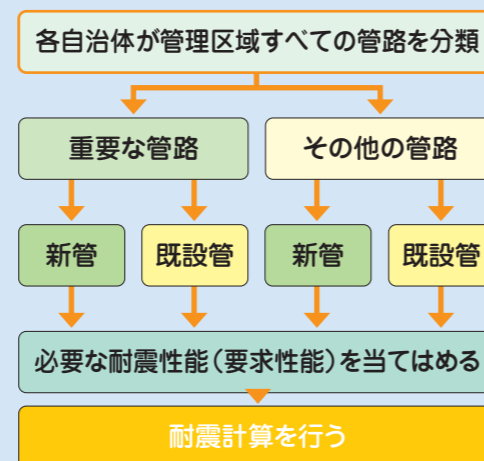 各自治体が管理区域すべての管路を分類
重要な管路
その他の管路
新管
既設管
新管
既設管
必要な耐震性能（要求性能）を当てはめる
耐震計算を行う